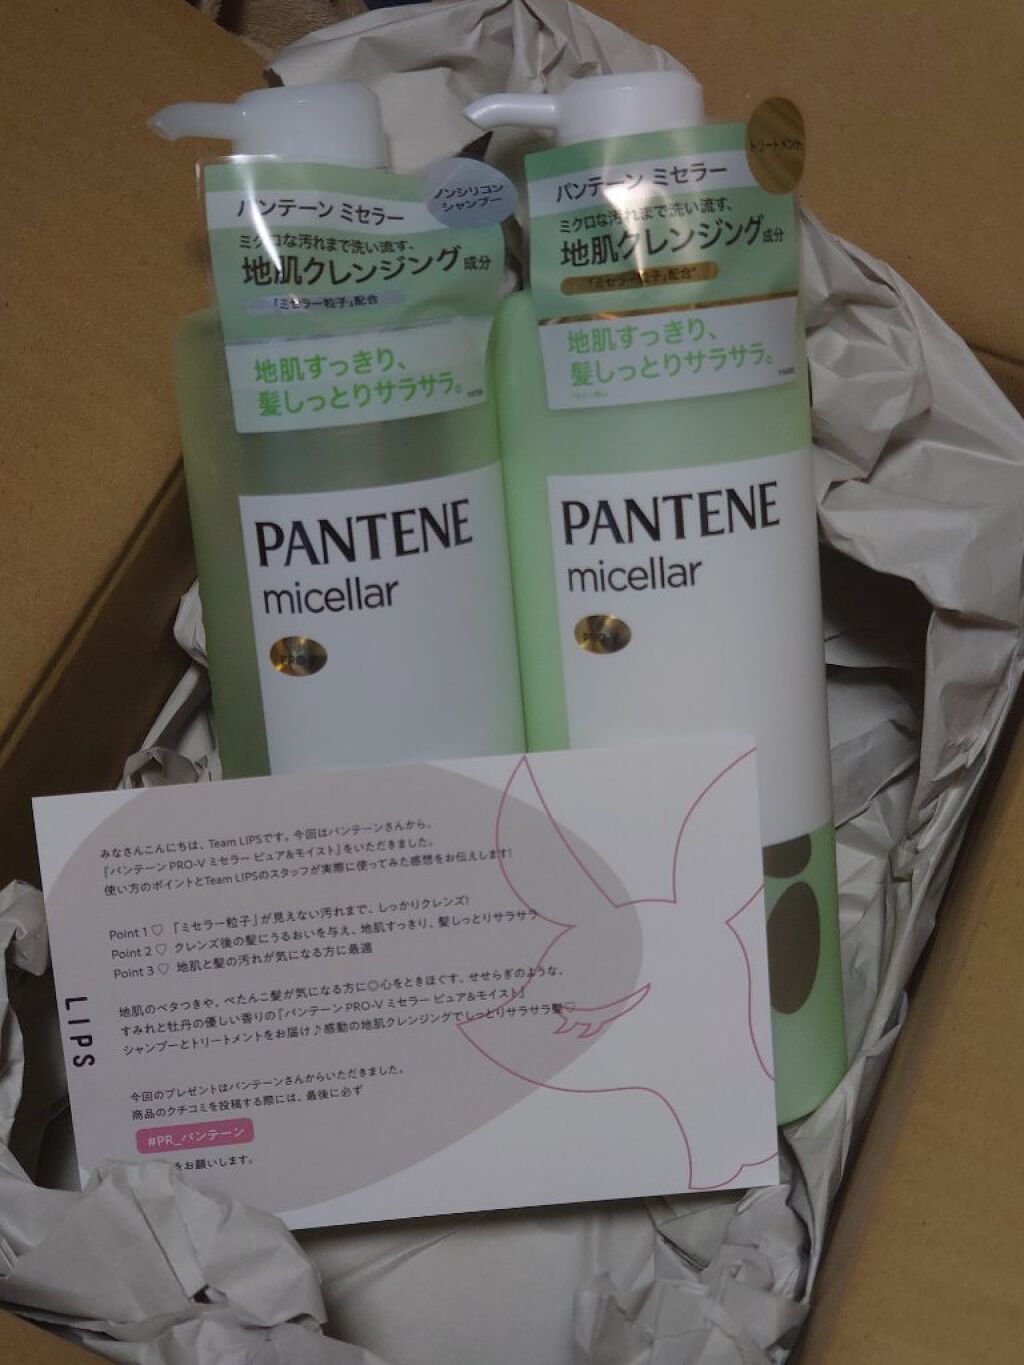 ノンシリコン
シャンプー
パンテーン ミセラー
ミクロな汚れまで洗い流す、
地肌クレンジング成分
「ミセラー粒子」配合
地肌すっきり、
髪しっとりサラサラ。
PANTENE
micellar
PRO-V
トリートメント
パンテーン ミセラー
ミクロな汚れまで洗い流す、
地肌クレンジング成分
"ミセラー粒子"配合*
地肌すっきり、
髪しっとりサラサラ。
PANTENE
micellar
PRO-V
みなさんこんにちは、Team LIPSです。今回はパンテーンさんから、
『パンテーンPRO-V ミセラー ピュア&モイスト』をいただきました。
使い方のポイントとTeam LIPSのスタッフが実際に使ってみた感想をお伝えします!
Point 1♡ 「ミセラー粒子」が見えない汚れまで、しっかりクレンズ!
Point 2♡ クレンズ後の髪にうるおいを与え、地肌すっきり、髪しっとりサラサラ
Point 3♡ 地肌と髪の汚れが気になる方に最適
地肌のベタつきや、ぺたんこ髪が気になる方に◎心をときほぐす、せせらぎのような、
すみれと牡丹の優しい香りの『パンテーンPRO-V ミセラー ピュア&モイスト』
シャンプーとトリートメントをお届け♪感動の地肌クレンジングでしっとりサラサラ髪♡
今回のプレゼントはパンテーンさんからいただきました。
商品のクチコミを投稿する際には、最後に必ず
#PR_パンテーン
をお願いします。
LIPS